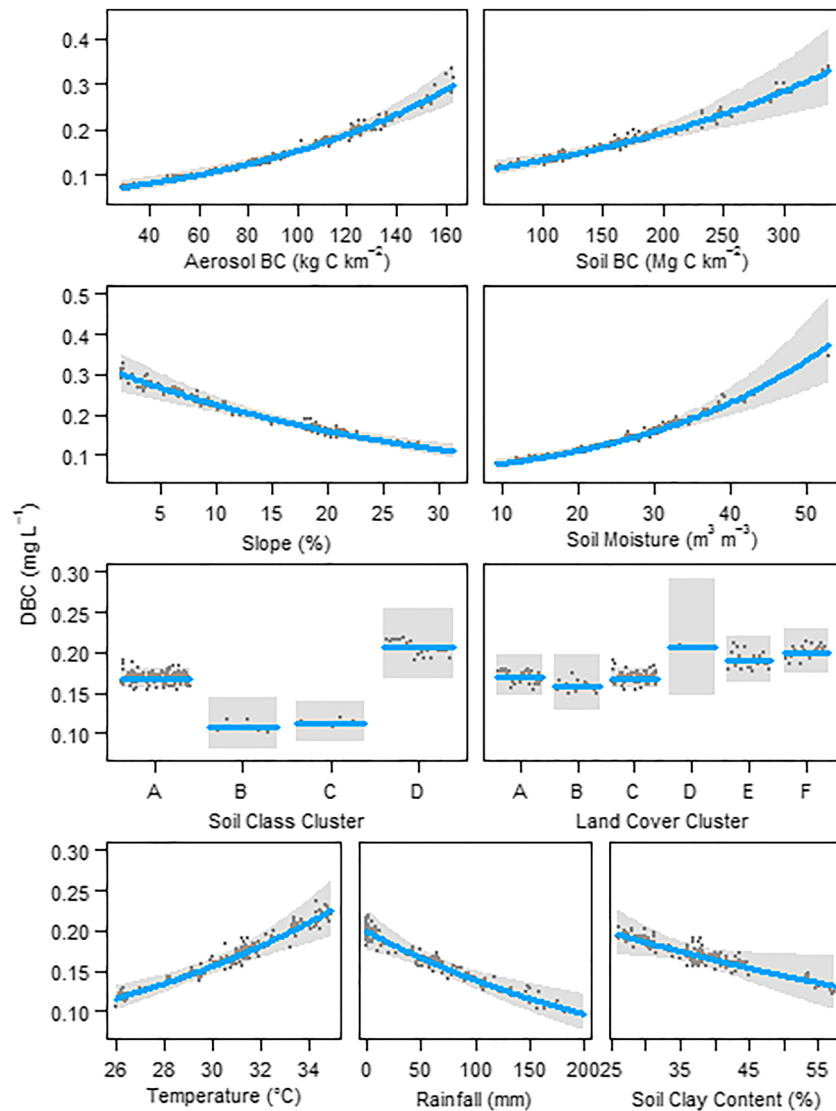 0.4
0.3
0.2
0.1
40 60 80 100 120 140 160
100 150 200 250 300
Aerosol BC (kg C km⁻²)
Soil BC (Mg C km⁻²)
0.5
0.4
0.3
0.2
0.1
5 10 15 20 25 30
10 20 30 40 50
Slope (%)
Soil Moisture (m³ m⁻³)
DBC (mg L⁻¹)
0.30
0.25
0.20
0.15
0.10
A B C D
A B C D E F
Soil Class Cluster
Land Cover Cluster
0.30
0.25
0.20
0.15
0.10
26 28 30 32 34
0 50 100 150 200
25 35 45 55
Temperature (°C)
Rainfall (mm)
Soil Clay Content (%)